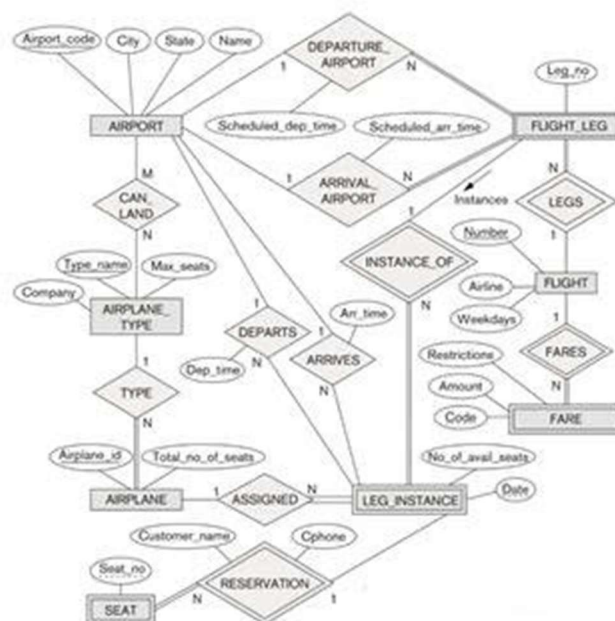 DEPARTURE_
AIRPORT
Airport_code
City
State
Name
1
N
Leg_no
AIRPORT
Scheduled_dep_time
Scheduled_arr_time
FLIGHT_LEG
M
1
ARRIVAL_
AIRPORT
N
Instances
N
CAN_
LAND
1
LEGS
N
Number
1
Type_name
Max_seats
INSTANCE_OF
Company
AIRPLANE_
TYPE
Airline
FLIGHT
1
Arr_time
N
Weekdays
1
DEPARTS
1
1
Restrictions
FARES
Dep_time
N
ARRIVES
TYPE
N
Amount
N
N
Code
FARE
Airplane_id
Total_no_of_seats
No_of_avail_seats
AIRPLANE
1
ASSIGNED
N
LEG_INSTANCE
Date
Customer_name
Cphone
Seat_no
RESERVATION
SEAT
N
1